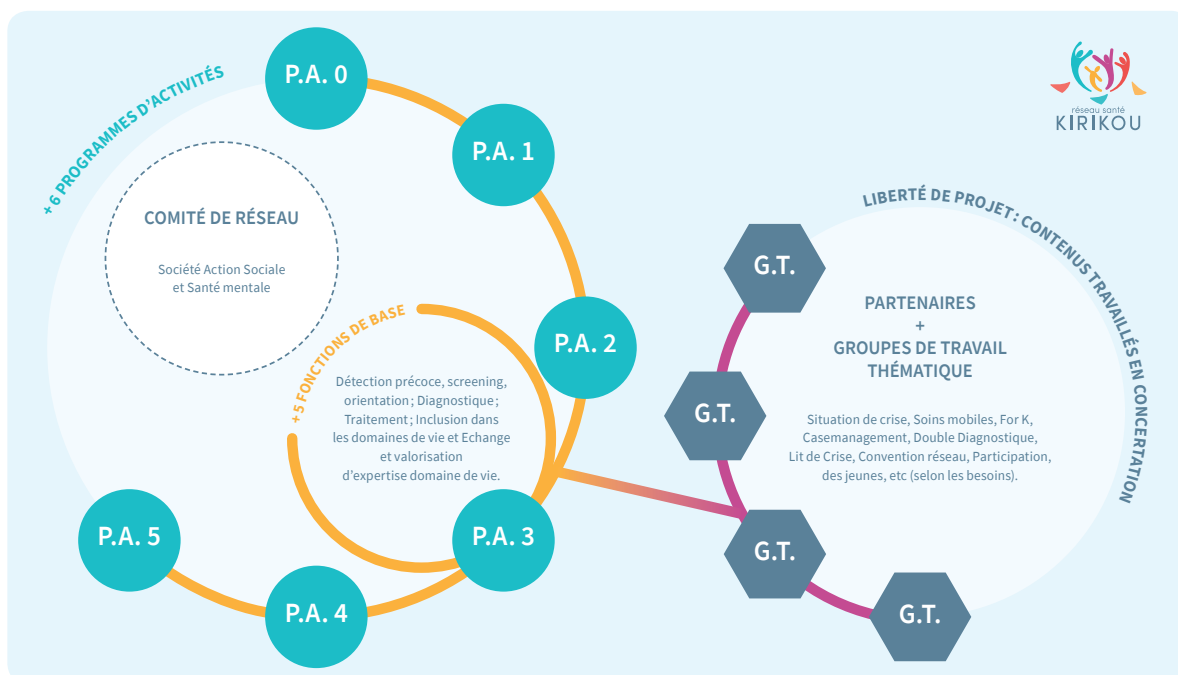 + 6 PROGRAMMES D'ACTIVITÉS
P.A. 0
P.A. 1
P.A. 2
P.A. 3
P.A. 4
P.A. 5
COMITÉ DE RÉSEAU
Société Action Sociale
et Santé mentale
+ 5 FONCTIONS DE BASE
Détection précoce, screening,
orientation ; Diagnostique ;
Traitement ; Inclusion dans
les domaines de vie et Echange
et valorisation
d'expertise domaine de vie.
réseau santé
KIRIKOU
LIBERTÉ DE PROJET : CONTENUS TRAVAILLÉS EN CONCERTATION
G.T.
G.T.
G.T.
G.T.
PARTENAIRES
+
GROUPES DE TRAVAIL
THÉMATIQUE
Situation de crise, Soins mobiles, For K,
Casemanagement, Double Diagnostique,
Lit de Crise, Convention réseau, Participation,
des jeunes, etc (selon les besoins).